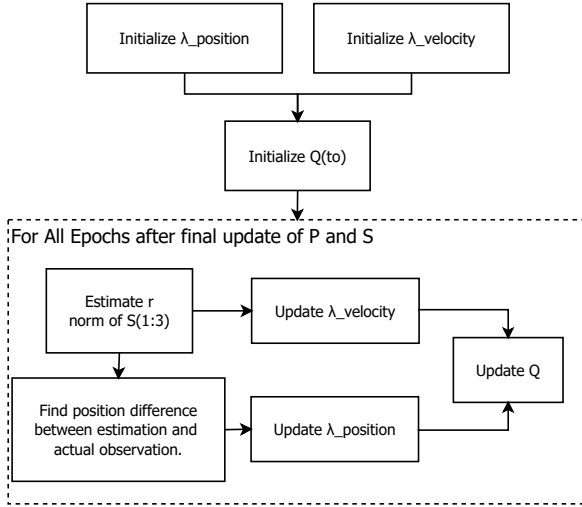 Initialize λ_position
Initialize λ_velocity
Initialize Q(to)
For All Epochs after final update of P and S
Estimate r
norm of S(1:3)
Update λ_velocity
Update Q
Find position difference
between estimation and
actual observation.
Update λ_position